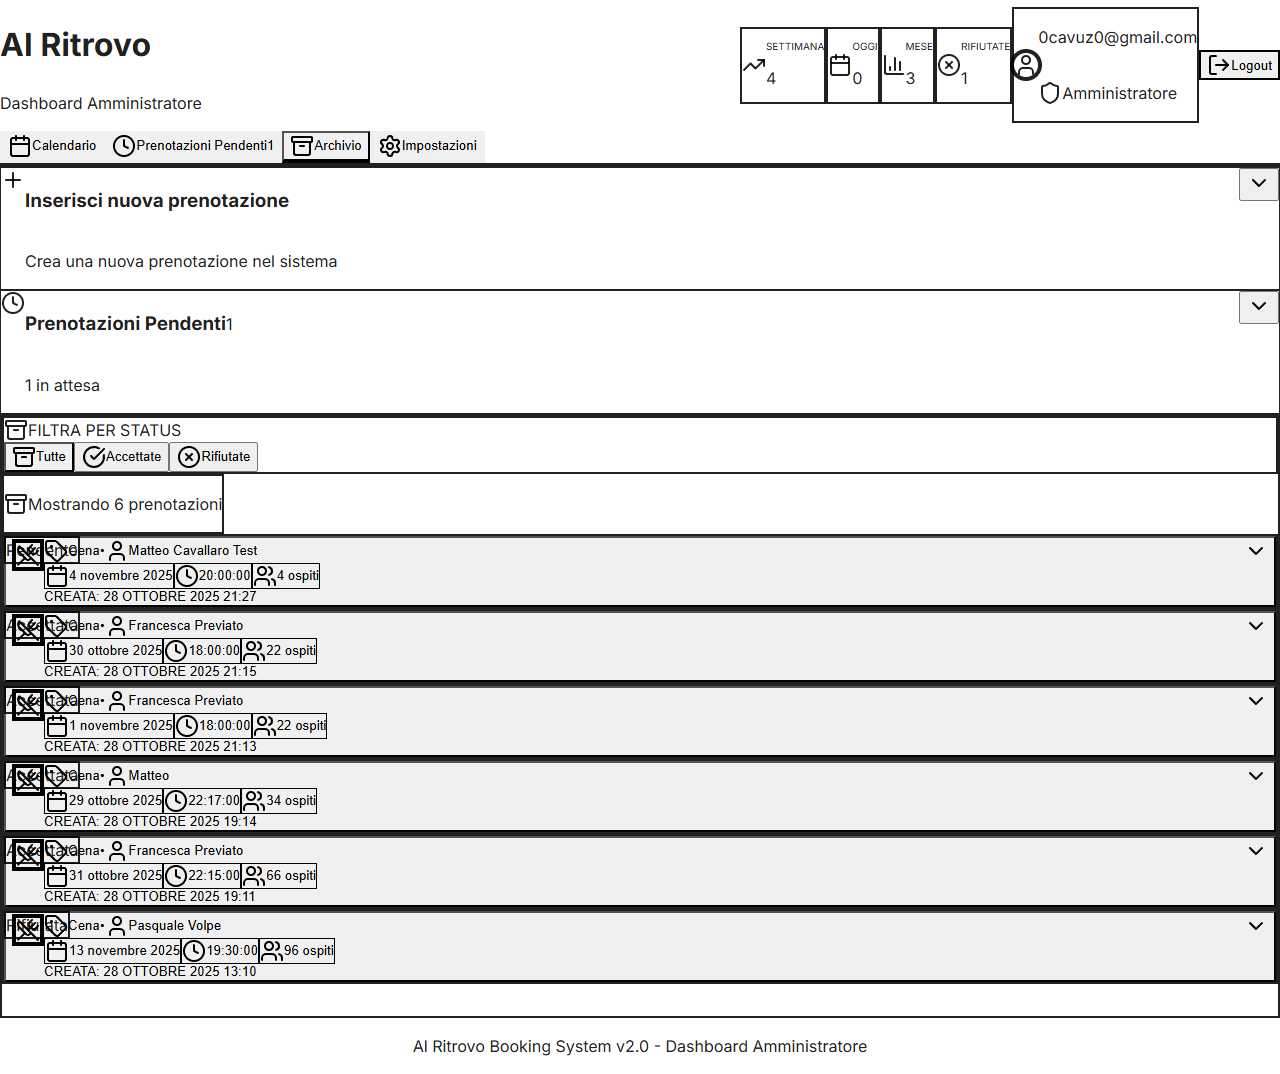 Al Ritrovo
Dashboard Amministratore
SETTIMANA
4
OGGI
0
MESE
3
RIFIUTATE
1
0cavuz0@gmail.com
Amministratore
Logout
Calendario
Prenotazioni Pendenti1
Archivio
Impostazioni
Inserisci nuova prenotazione
Crea una nuova prenotazione nel sistema
Prenotazioni Pendenti1
1 in attesa
FILTRA PER STATUS
Tutte
Accettate
Rifiutate
Mostrando 6 prenotazioni
Cena• Matteo Cavallaro Test
4 novembre 2025 20:00:00 4 ospiti
CREATA: 28 OTTOBRE 2025 21:27
Cena• Francesca Previato
30 ottobre 2025 18:00:00 22 ospiti
CREATA: 28 OTTOBRE 2025 21:15
Cena• Francesca Previato
1 novembre 2025 18:00:00 22 ospiti
CREATA: 28 OTTOBRE 2025 21:13
Cena• Matteo
29 ottobre 2025 22:17:00 34 ospiti
CREATA: 28 OTTOBRE 2025 19:14
Cena• Francesca Previato
31 ottobre 2025 22:15:00 66 ospiti
CREATA: 28 OTTOBRE 2025 19:11
Cena• Pasquale Volpe
13 novembre 2025 19:30:00 96 ospiti
CREATA: 28 OTTOBRE 2025 13:10
Al Ritrovo Booking System v2.0 - Dashboard Amministratore